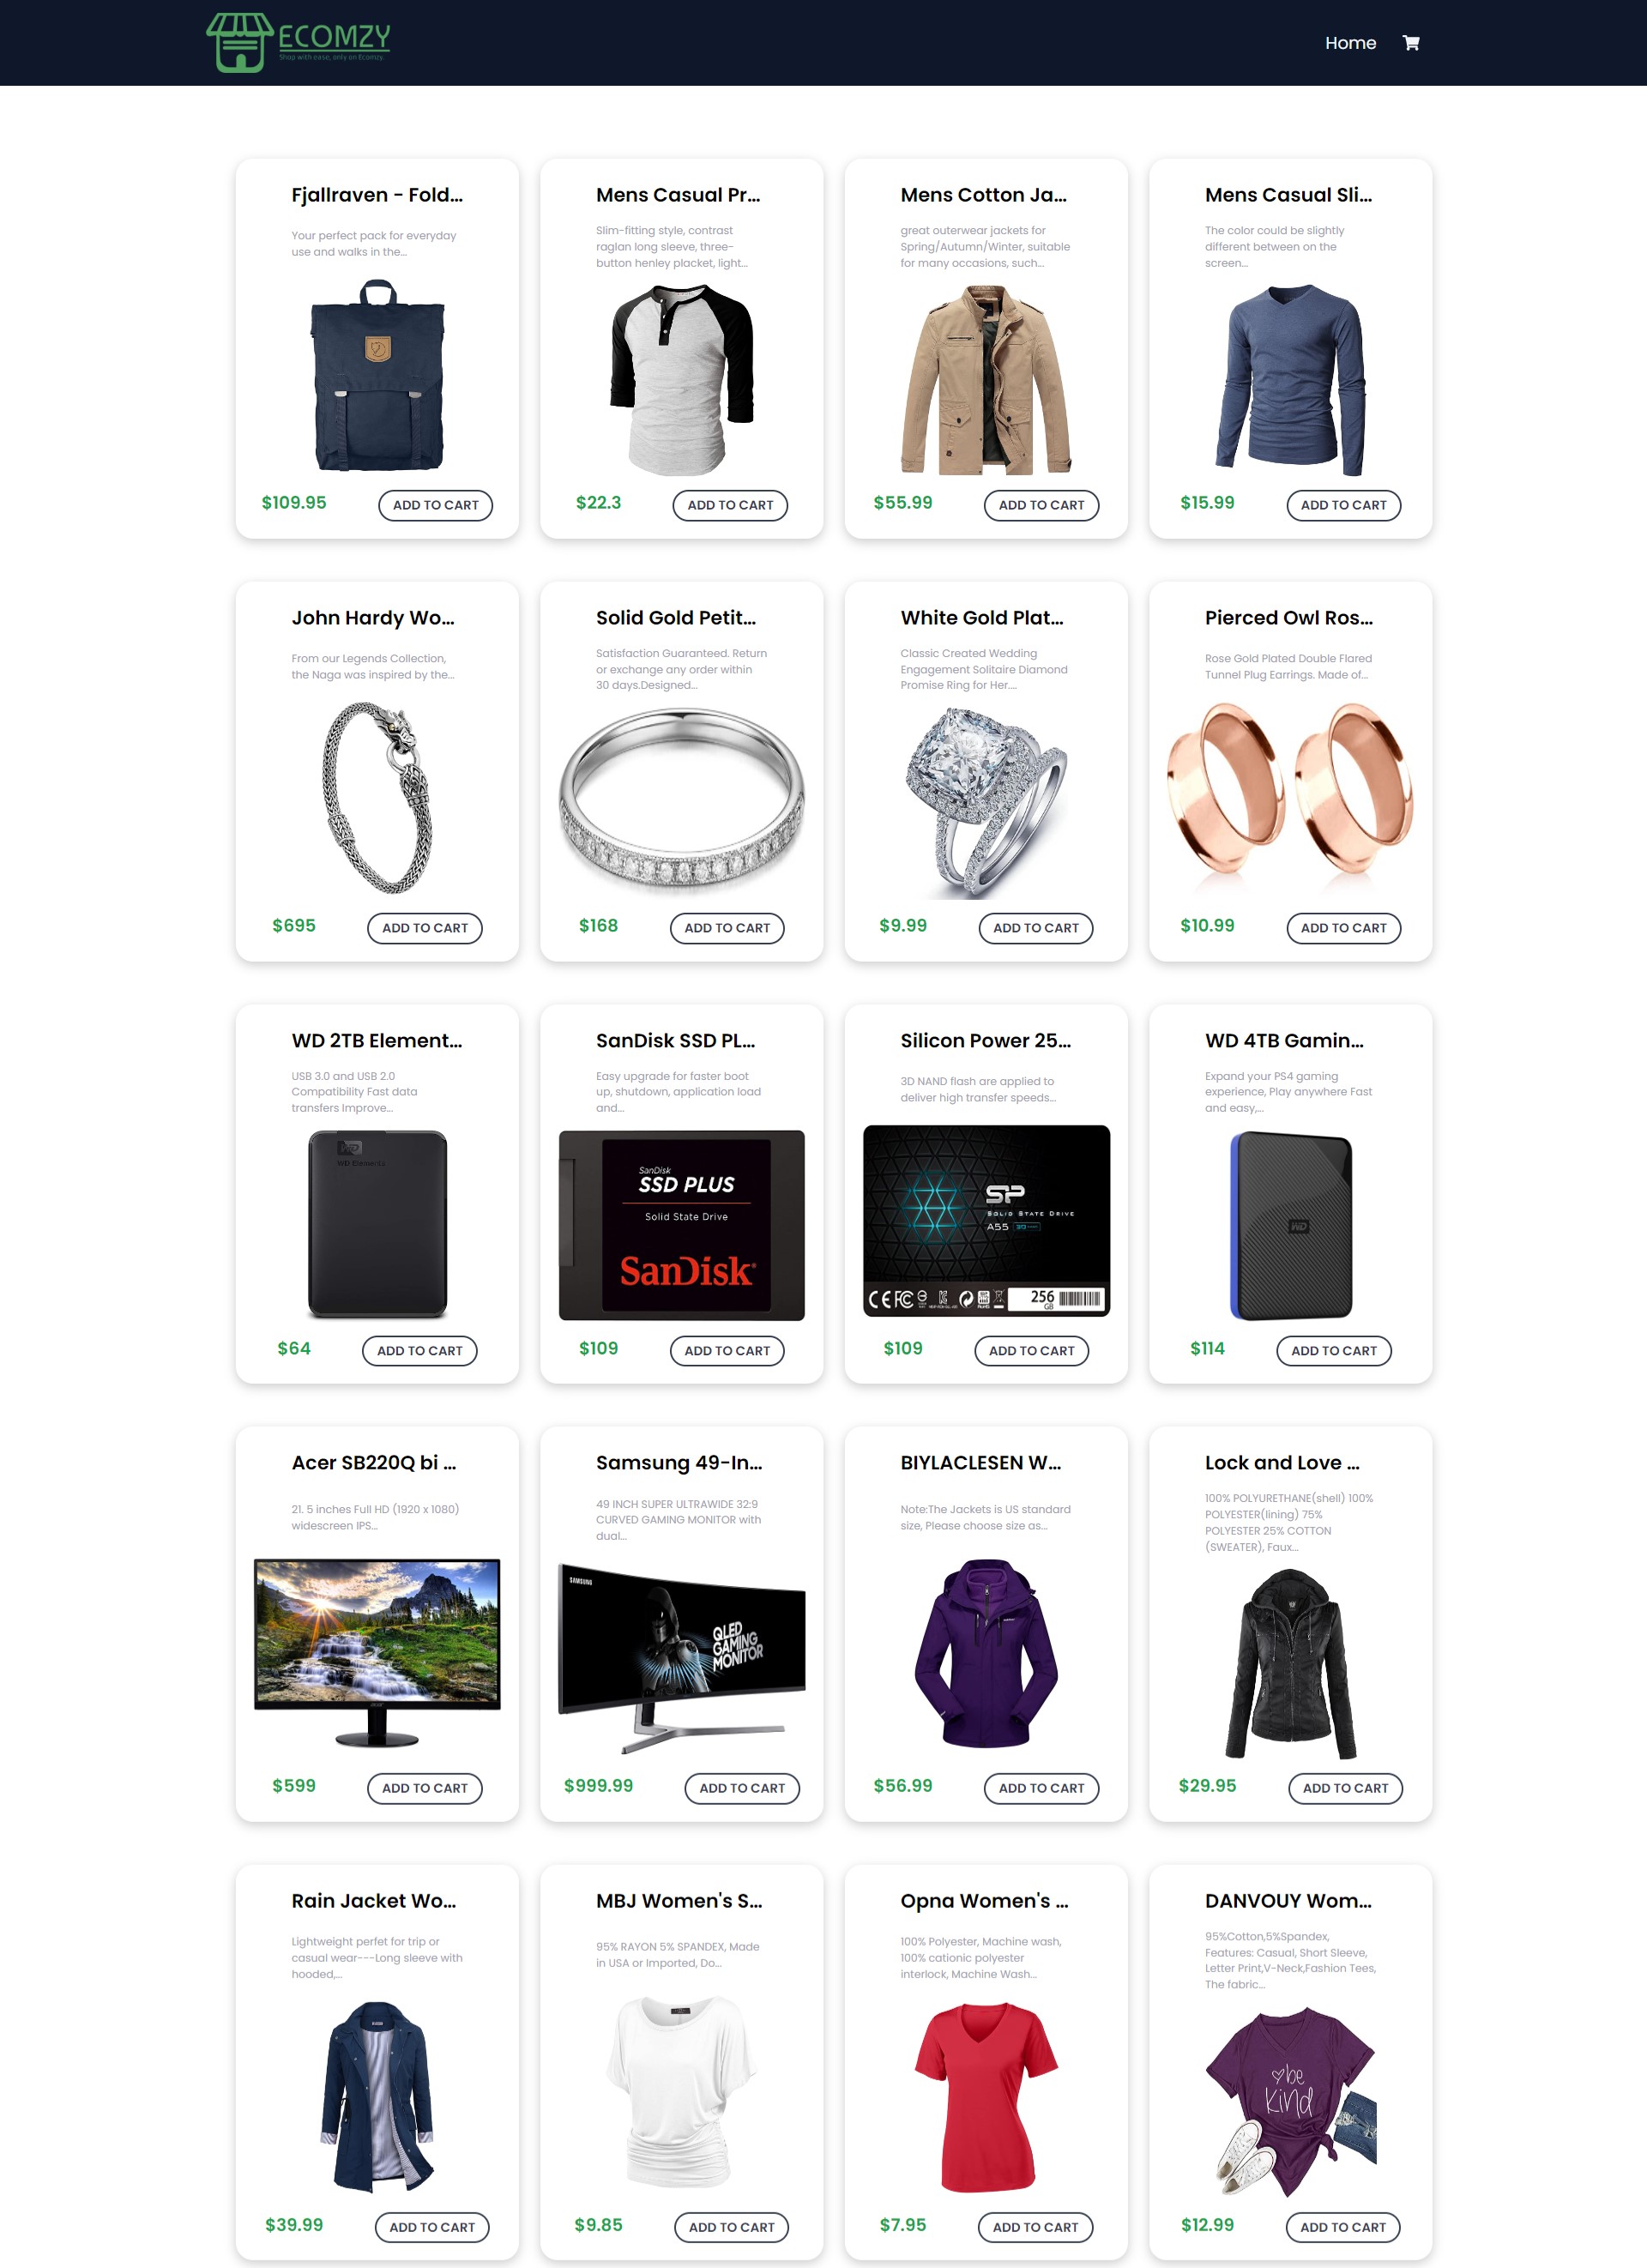 ECOMZY
Shop with ease, only on Ecomzy.
Home
Fjallraven - Fold...
Your perfect pack for everyday
use and walks in the...
$109.95
ADD TO CART
Mens Casual Pr...
Slim-fitting style, contrast
raglan long sleeve, three-
button henley placket, light...
$22.3
ADD TO CART
Mens Cotton Ja...
great outerwear jackets for
Spring/Autumn/Winter, suitable
for many occasions, such...
$55.99
ADD TO CART
Mens Casual Sli...
The color could be slightly
different between on the
screen...
$15.99
ADD TO CART
John Hardy Wo...
From our Legends Collection,
the Naga was inspired by the...
$695
ADD TO CART
Solid Gold Petit...
Satisfaction Guaranteed. Return
or exchange any order within
30 days.Designed...
$168
ADD TO CART
White Gold Plat...
Classic Created Wedding
Engagement Solitaire Diamond
Promise Ring for Her....
$9.99
ADD TO CART
Pierced Owl Ros...
Rose Gold Plated Double Flared
Tunnel Plug Earrings. Made of...
$10.99
ADD TO CART
WD 2TB Element...
USB 3.0 and USB 2.0
Compatibility Fast data
transfers Improve...
WD
WD Elements
$64
ADD TO CART
SanDisk SSD PL...
Easy upgrade for faster boot
up, shutdown, application load
and...
SanDisk
SSD PLUS
Solid State Drive
SanDisk
$109
ADD TO CART
Silicon Power 25...
3D NAND flash are applied to
deliver high transfer speeds...
SP
SOLID STATE DRIVE
A55
CE FC
256
GB
$109
ADD TO CART
WD 4TB Gamin...
Expand your PS4 gaming
experience, Play anywhere Fast
and easy,...
WD
$114
ADD TO CART
Acer SB220Q bi ...
21. 5 inches Full HD (1920 x 1080)
widescreen IPS...
acer
$599
ADD TO CART
Samsung 49-In...
49 INCH SUPER ULTRAWIDE 32:9
CURVED GAMING MONITOR with
dual...
SAMSUNG
QLED
GAMING
MONITOR
$999.99
ADD TO CART
BIYLACLESEN W...
Note:The Jackets is US standard
size, Please choose size as...
$56.99
ADD TO CART
Lock and Love ...
100% POLYURETHANE(shell) 100%
POLYESTER(lining) 75%
POLYESTER 25% COTTON
(SWEATER), Faux...
$29.95
ADD TO CART
Rain Jacket Wo...
Lightweight perfet for trip or
casual wear---Long sleeve with
hooded,...
$39.99
ADD TO CART
MBJ Women's S...
95% RAYON 5% SPANDEX, Made
in USA or Imported, Do...
$9.85
ADD TO CART
Opna Women's ...
100% Polyester, Machine wash,
100% cationic polyester
interlock, Machine Wash...
$7.95
ADD TO CART
DANVOUY Wom...
95%Cotton,5%Spandex,
Features: Casual, Short Sleeve,
Letter Print,V-Neck,Fashion Tees,
The fabric...
be
kind
$12.99
ADD TO CART